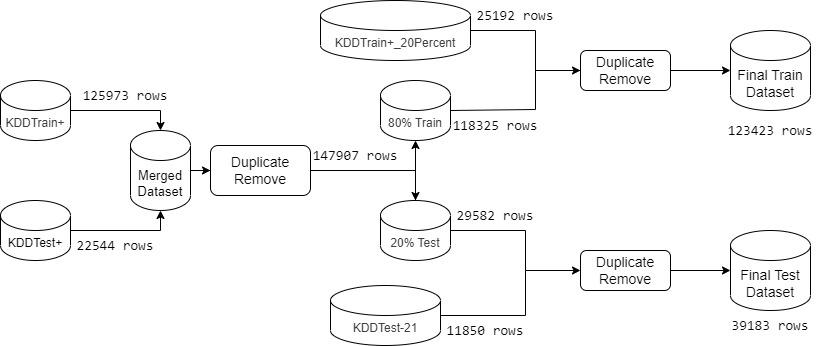 25192 rows
KDDTrain+_20Percent
Duplicate
Remove
Final Train
Dataset
123423 rows
125973 rows
KDDTrain+
80% Train
118325 rows
Merged
Dataset
Duplicate
Remove
147907 rows
KDDTest+
22544 rows
29582 rows
20% Test
Duplicate
Remove
Final Test
Dataset
39183 rows
KDDTest-21
11850 rows